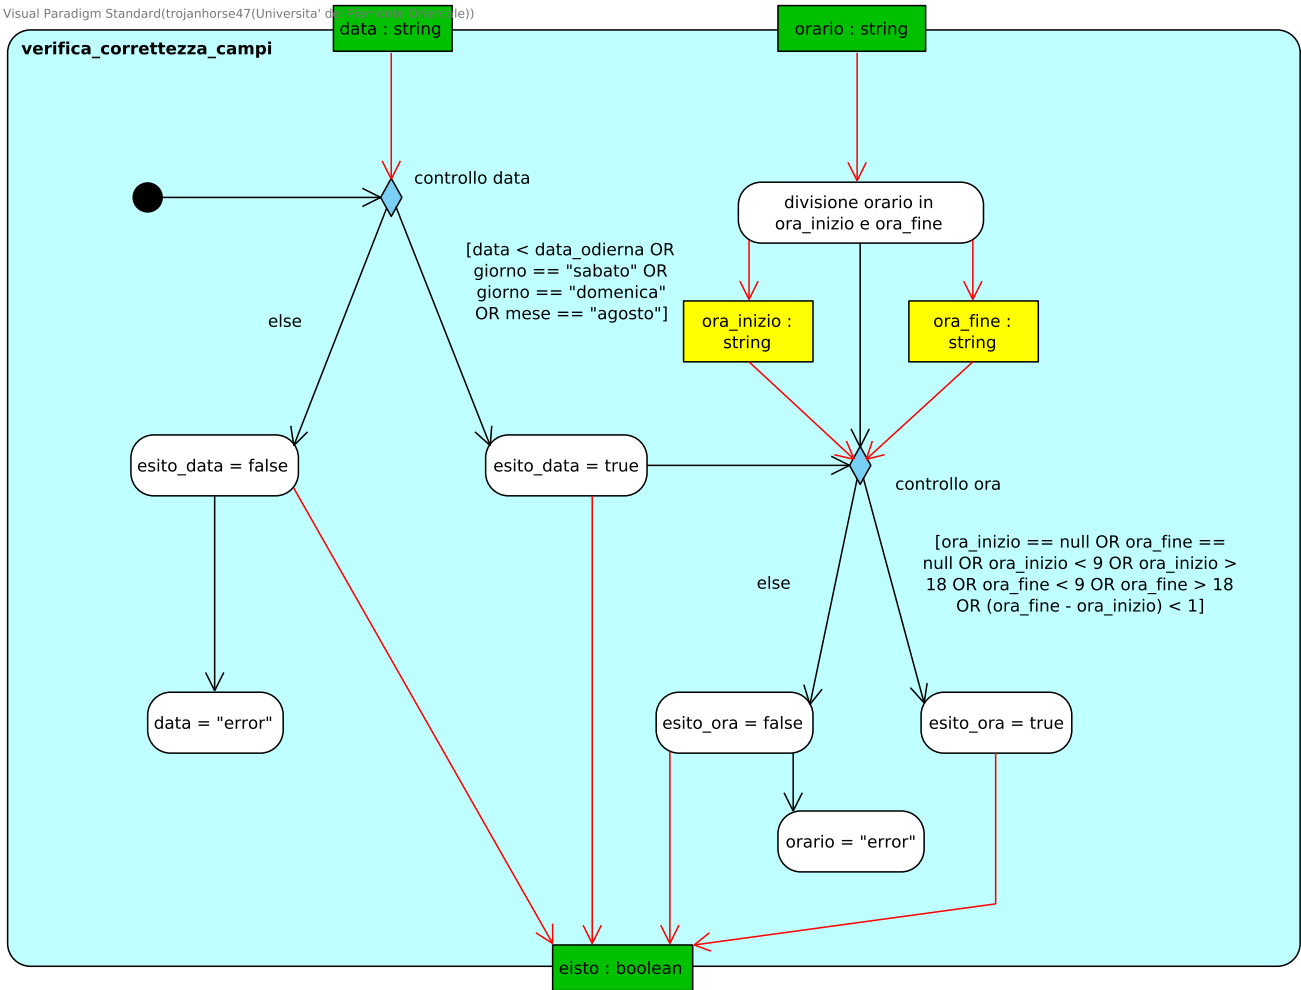 Visual Paradigm Standard(trojanhorse47(Universita' del Piemonte Orientale))
data : string
orario : string
verifica_correttezza_campi
controllo data
divisione orario in
ora_inizio e ora_fine
[data < data_odierna OR
giorno == "sabato" OR
giorno == "domenica"
OR mese == "agosto"]
else
ora_inizio :
string
ora_fine :
string
esito_data = false
esito_data = true
controllo ora
[ora_inizio == null OR ora_fine ==
null OR ora_inizio < 9 OR ora_inizio >
18 OR ora_fine < 9 OR ora_fine > 18
OR (ora_fine - ora_inizio) < 1]
else
data = "error"
esito_ora = false
esito_ora = true
orario = "error"
eisto : boolean